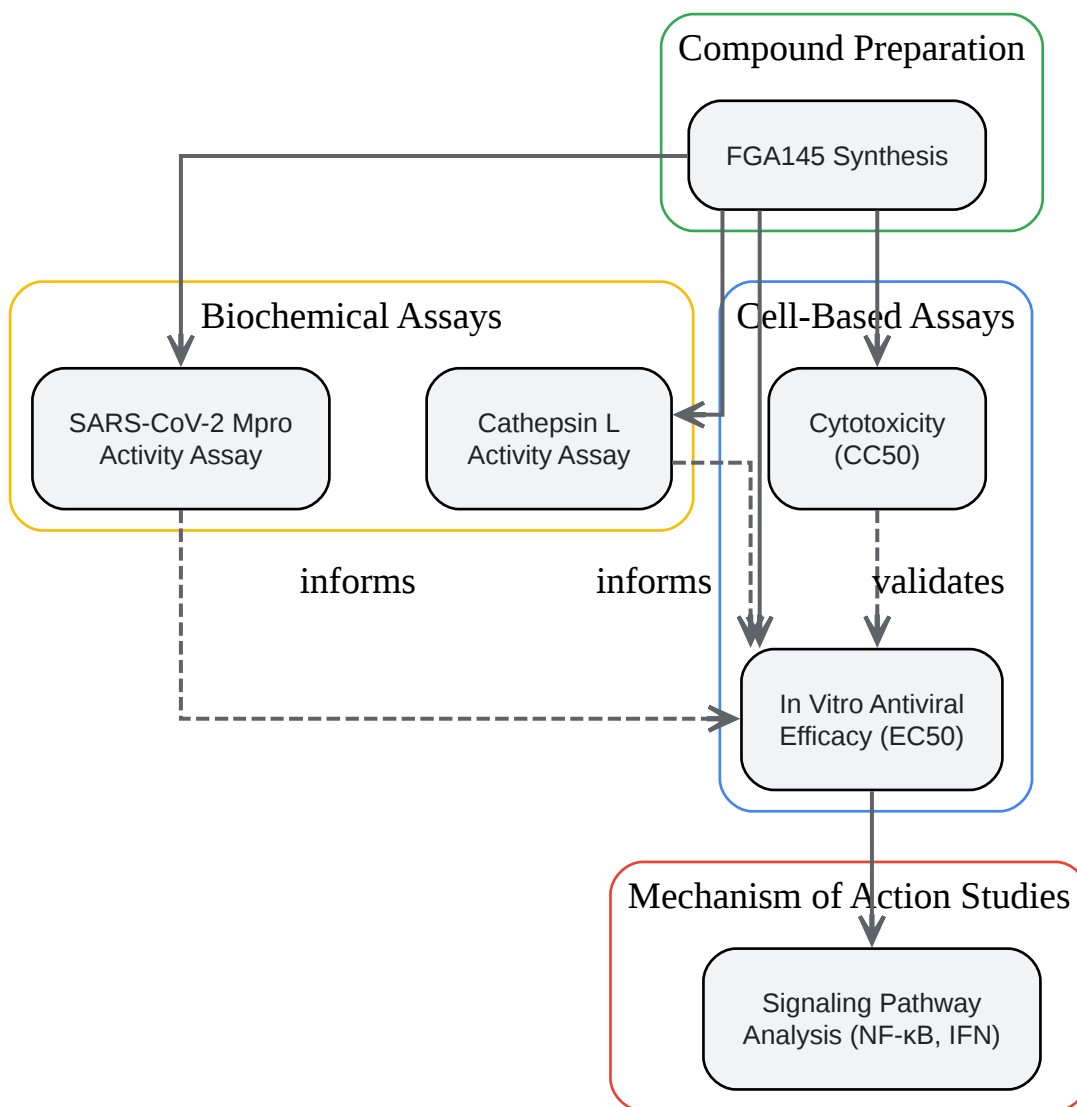 Compound Preparation
FGA145 Synthesis
Biochemical Assays
Cell-Based Assays
SARS-CoV-2 Mpro
Activity Assay
Cathepsin L
Activity Assay
Cytotoxicity
(CC50)
informs
informs
validates
In Vitro Antiviral
Efficacy (EC50)
Mechanism of Action Studies
Signaling Pathway
Analysis (NF-κB, IFN)